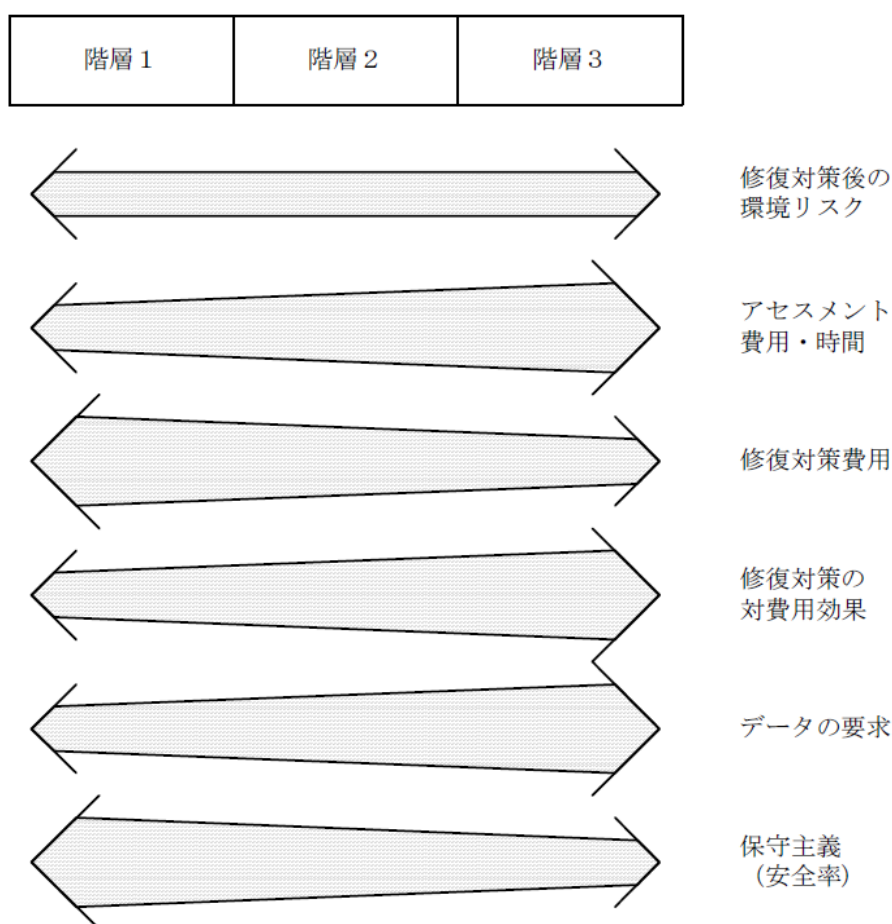 階層１
階層２
階層３
修復対策後の
環境リスク
アセスメント
費用・時間
修復対策費用
修復対策の
対費用効果
データの要求
保守主義
（安全率）